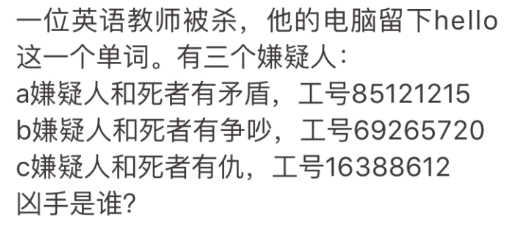 一位英语教师被杀，他的电脑留下hello
这一个单词。有三个嫌疑人：
a嫌疑人和死者有矛盾，工号85121215
b嫌疑人和死者有争吵，工号69265720
c嫌疑人和死者有仇，工号16388612
凶手是谁?